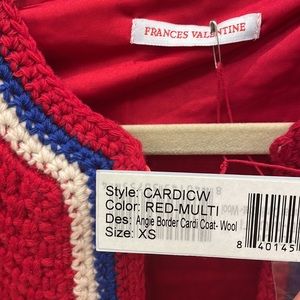 FRANCES VALENTINE
Style: CARDICW
Color: RED-MULTI
Des: Angie Border Cardi Coat- Wool
Size: XS
8 40145